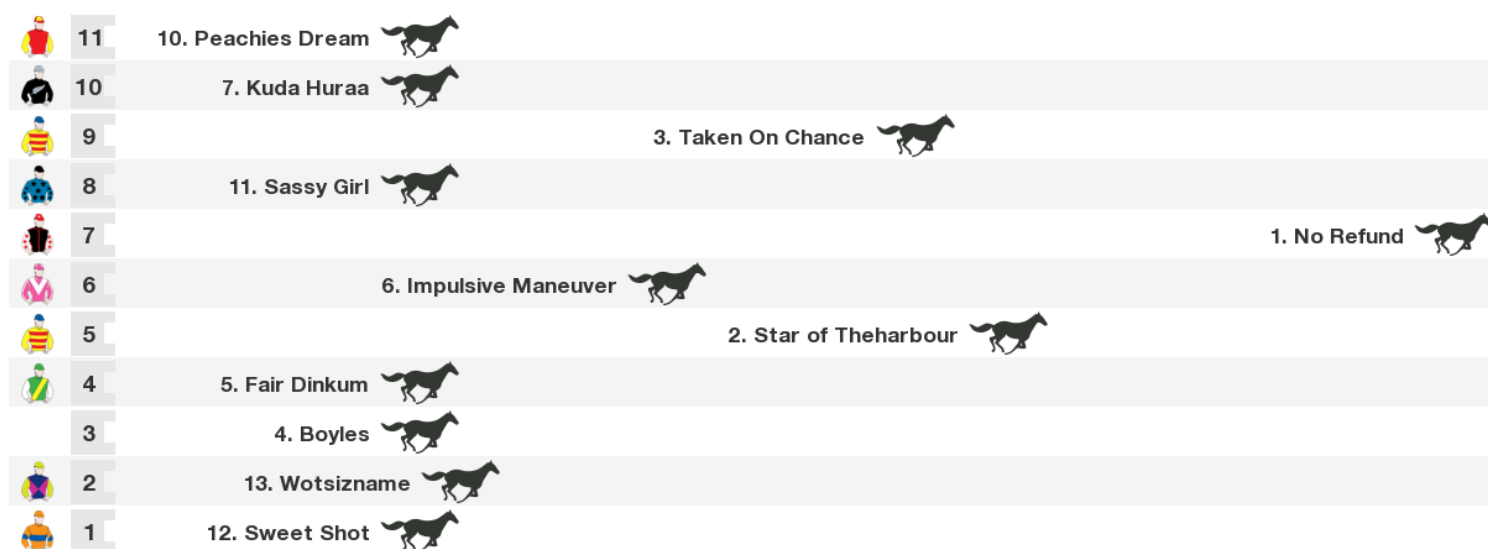 11 10. Peachies Dream
10 7. Kuda Huraa
9 3. Taken On Chance
8 11. Sassy Girl
7 1. No Refund
6 6. Impulsive Maneuver
5 2. Star of Theharbour
4 5. Fair Dinkum
3 4. Boyles
2 13. Wotsizname
1 12. Sweet Shot